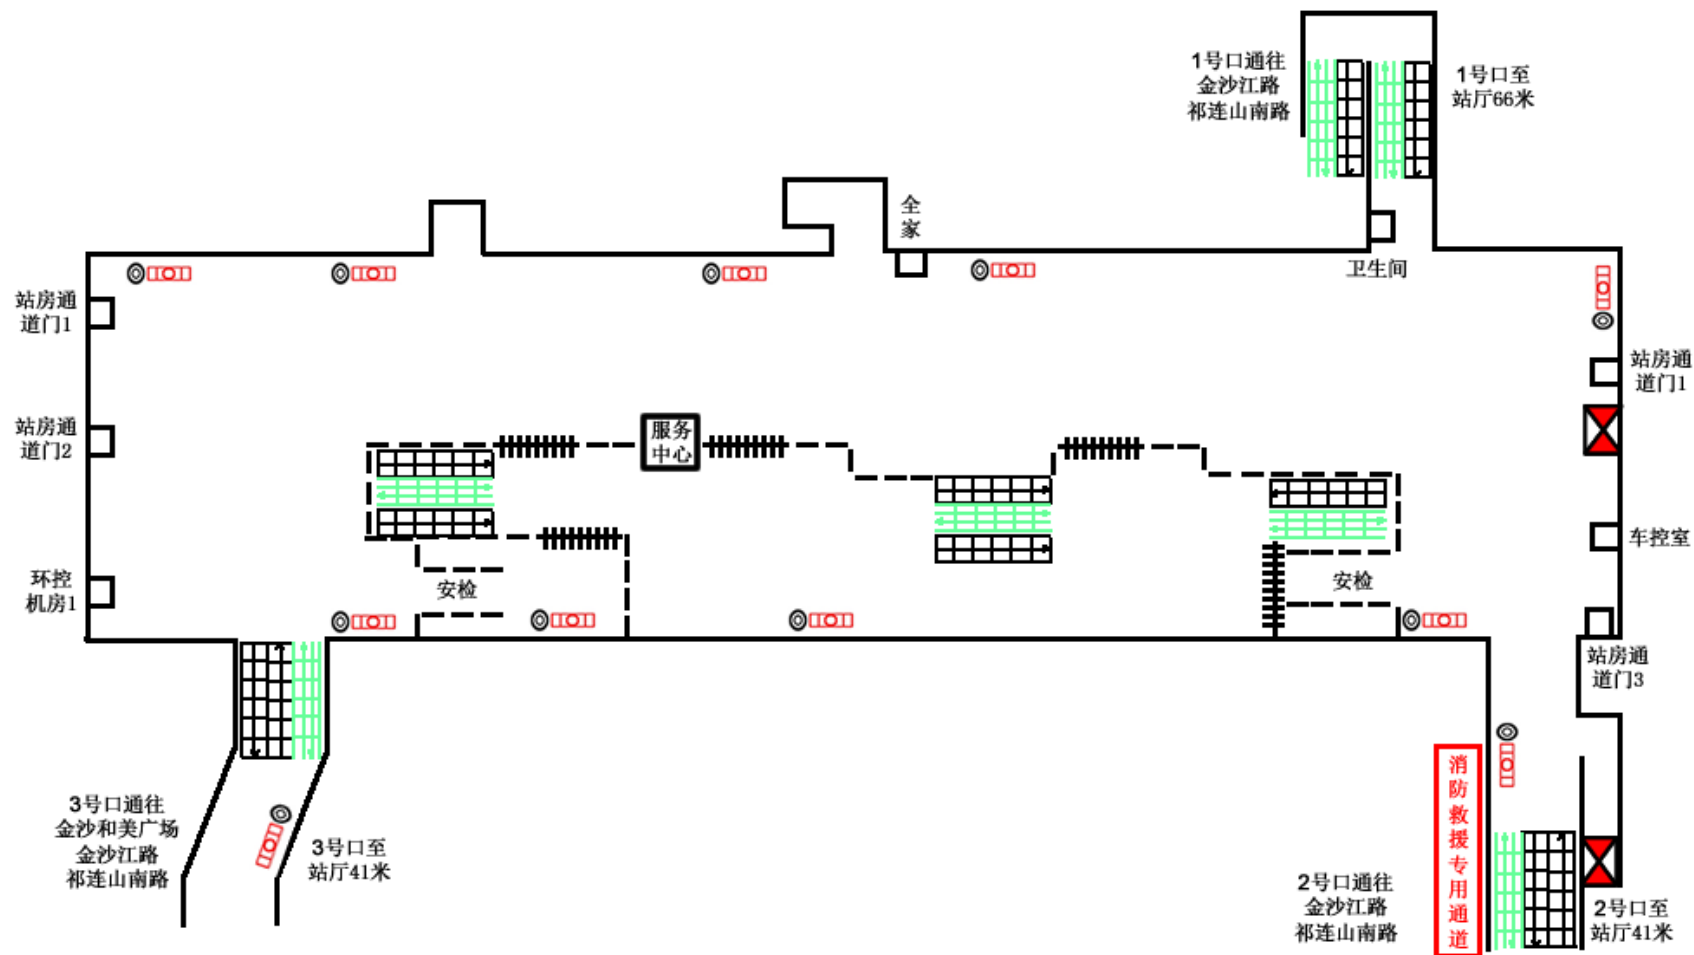 1号口通往
金沙江路
祁连山南路
1号口至
站厅66米
全
家
卫生间
站房通
道门1
站房通
道门1
服务
中心
站房通
道门2
车控室
环控
机房1
安检
安检
站房通
道门3
3号口通往
金沙和美广场
金沙江路
祁连山南路
3号口至
站厅41米
消
防
救
援
专
用
通
道
2号口通往
金沙江路
祁连山南路
2号口至
站厅41米